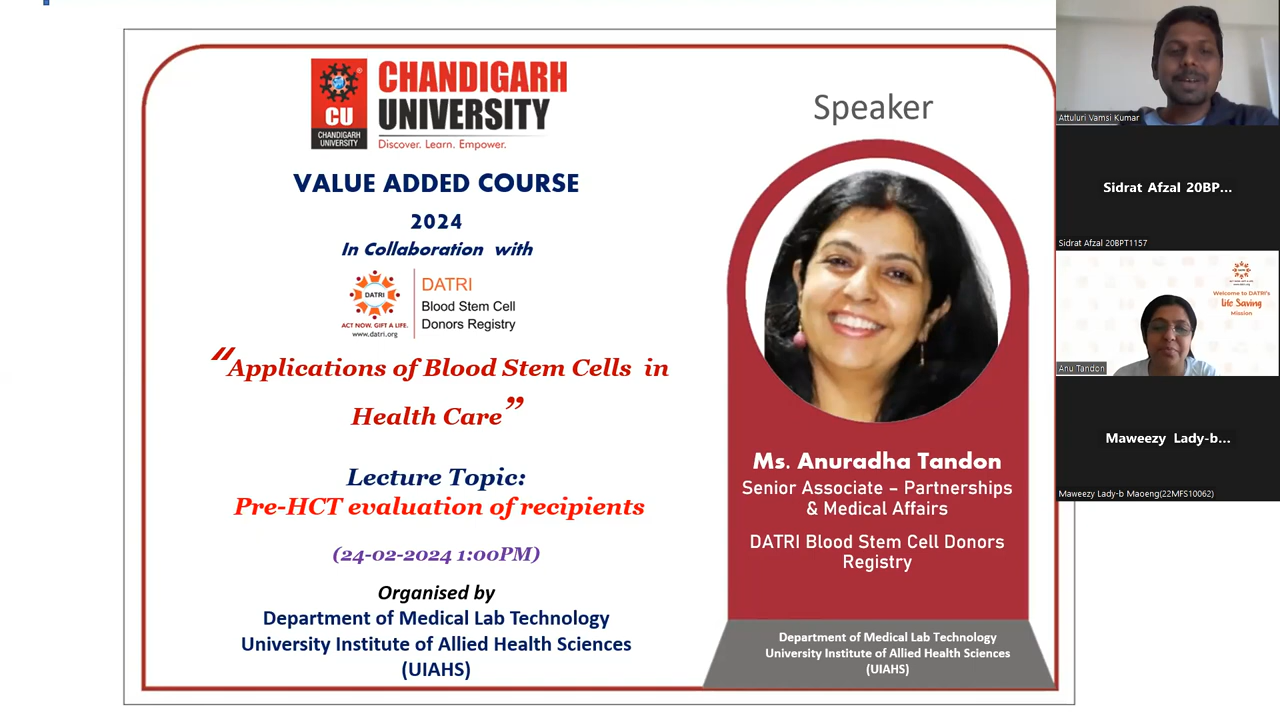 CU
CHANDIGARH
UNIVERSITY
CHANDIGARH
UNIVERSITY
Discover. Learn. Empower.
VALUE ADDED COURSE
2024
In Collaboration with
DATRI
ACT NOW. GIFT A LIFE.
www.datri.org
DATRI
Blood Stem Cell
Donors Registry
“Applications of Blood Stem Cells in
Health Care”
Lecture Topic:
Pre-HCT evaluation of recipients
(24-02-2024 1:00PM)
Organised by
Department of Medical Lab Technology
University Institute of Allied Health Sciences
(UIAHS)
Speaker
Ms. Anuradha Tandon
Senior Associate – Partnerships
& Medical Affairs
DATRI Blood Stem Cell Donors
Registry
Department of Medical Lab Technology
University Institute of Allied Health Sciences
(UIAHS)
Attuluri Vamsi Kumar
Sidrat Afzal 20BP...
Sidrat Afzal 20BPT1157
Welcome to DATRI's
Life Saving
Mission
Anu Tandon
Maweezy Lady-b...
Maweezy Lady-b Maoeng(22MFS10062)